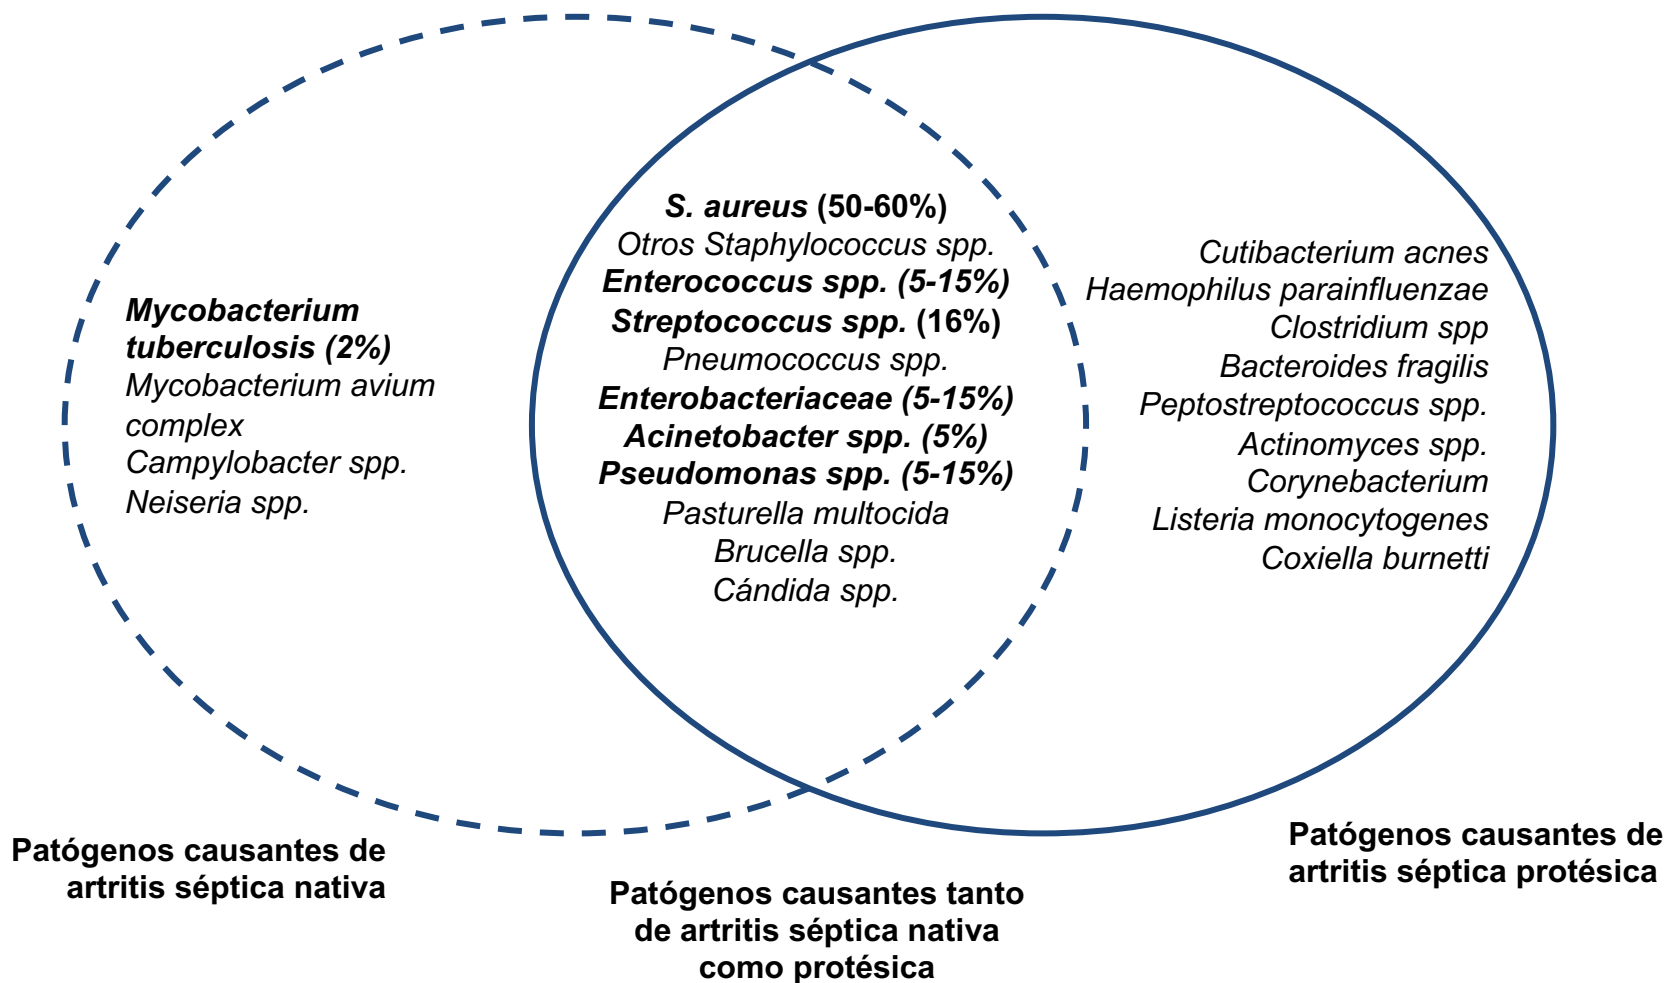 Mycobacterium
tuberculosis (2%)
Mycobacterium avium
complex
Campylobacter spp.
Neiseria spp.
S. aureus (50-60%)
Otros Staphylococcus spp.
Enterococcus spp. (5-15%)
Streptococcus spp. (16%)
Pneumococcus spp.
Enterobacteriaceae (5-15%)
Acinetobacter spp. (5%)
Pseudomonas spp. (5-15%)
Pasturella multocida
Brucella spp.
Cándida spp.
Cutibacterium acnes
Haemophilus parainfluenzae
Clostridium spp
Bacteroides fragilis
Peptostreptococcus spp.
Actinomyces spp.
Corynebacterium
Listeria monocytogenes
Coxiella burnetti
Patógenos causantes de
artritis séptica nativa
Patógenos causantes tanto
de artritis séptica nativa
como protésica
Patógenos causantes de
artritis séptica protésica